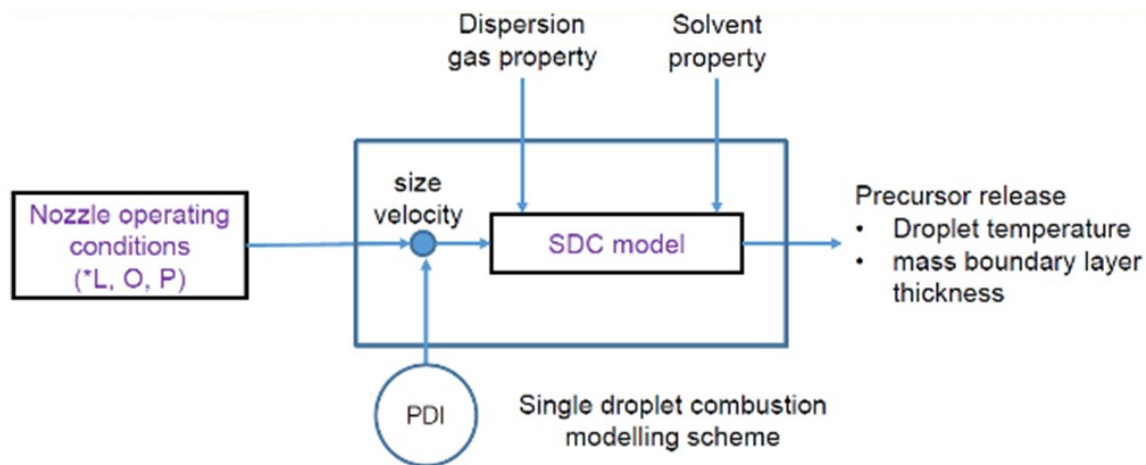 Dispersion
gas property
Solvent
property
size
velocity
Nozzle operating
conditions
(*L, O, P)
SDC model
Precursor release
• Droplet temperature
• mass boundary layer
thickness
PDI
Single droplet combustion
modelling scheme